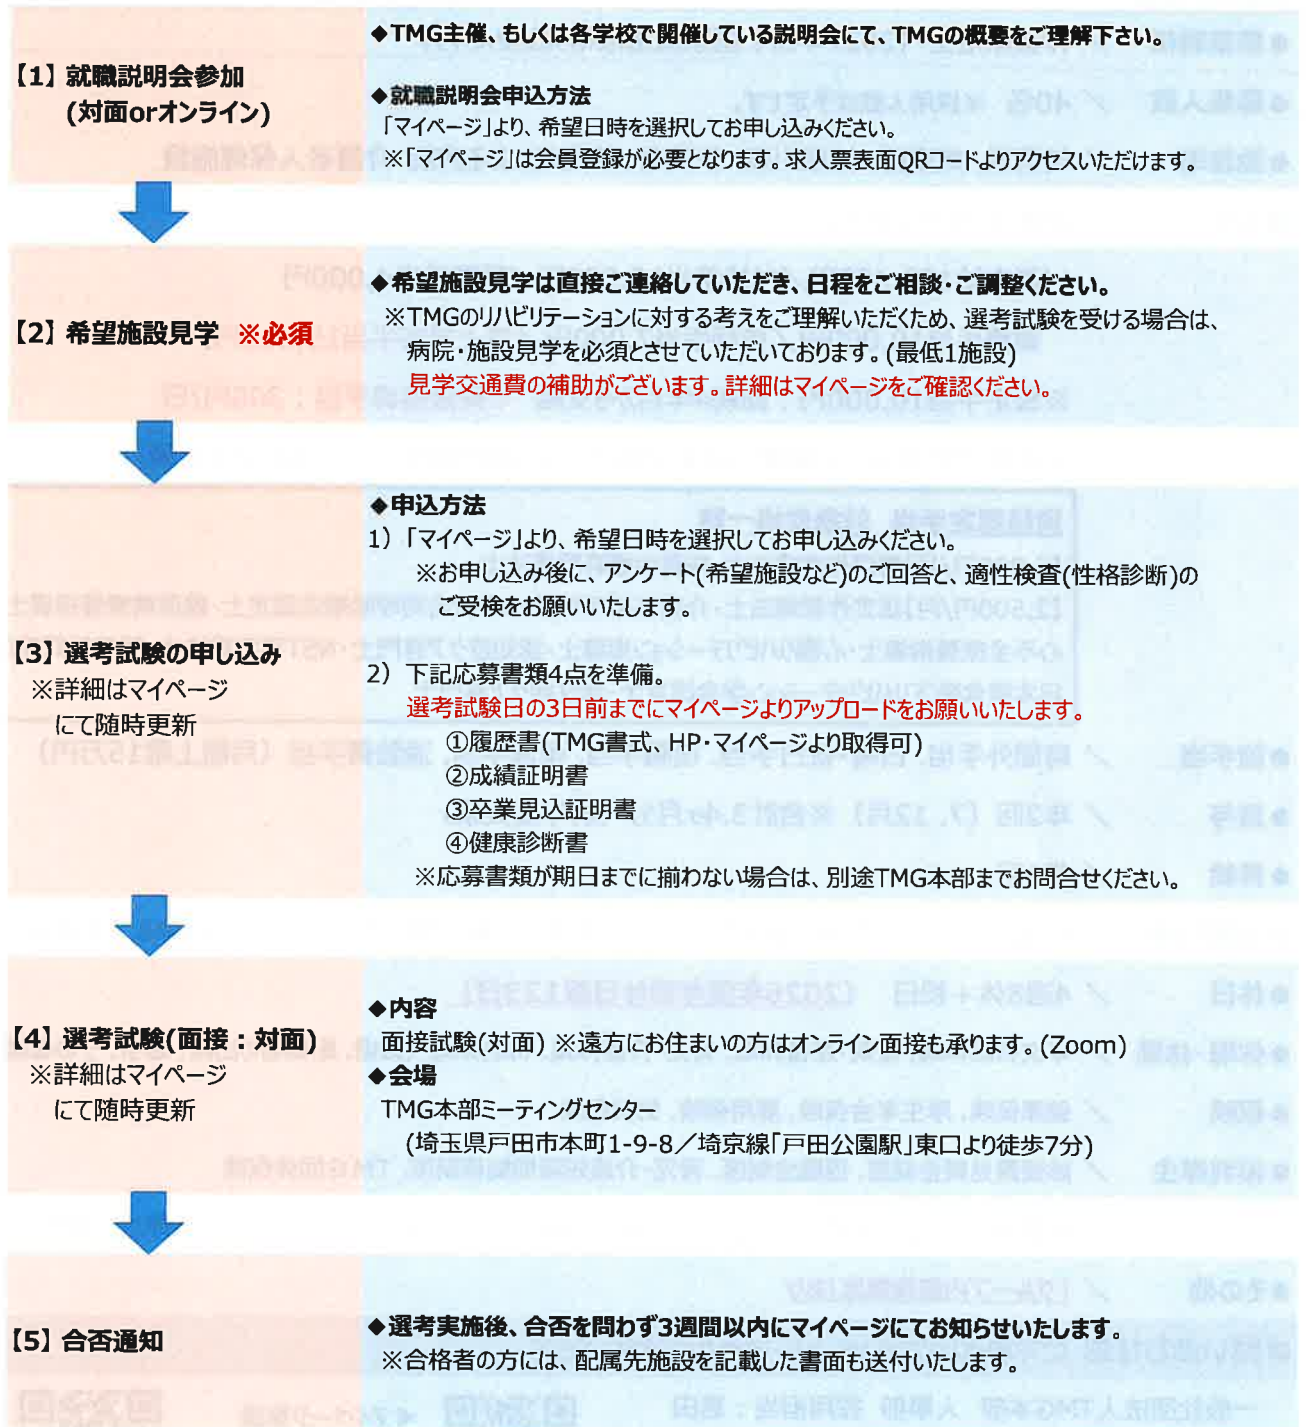 【1】就職説明会参加
(対面orオンライン)
◆TMG主催、もしくは各学校で開催している説明会にて、TMGの概要をご理解下さい。
◆就職説明会申込方法
「マイページ」より、希望日時を選択してお申し込みください。
※「マイページ」は会員登録が必要となります。求人票表面QRコードよりアクセスいただけます。
【2】希望施設見学 ※必須
◆希望施設見学は直接ご連絡していただき、日程をご相談・ご調整ください。
※TMGのリハビリテーションに対する考えをご理解いただくため、選考試験を受ける場合は、
病院・施設見学を必須とさせていただいております。(最低1施設)
見学交通費の補助がございます。詳細はマイページをご確認ください。
【3】選考試験の申し込み
※詳細はマイページ
にて随時更新
◆申込方法
1）「マイページ」より、希望日時を選択してお申し込みください。
※お申し込み後に、アンケート(希望施設など)のご回答と、適性検査(性格診断)の
ご受検をお願いいたします。
2） 下記応募書類4点を準備。
選考試験日の3日前までにマイページよりアップロードをお願いいたします。
①履歴書(TMG書式、HP・マイページより取得可)
②成績証明書
③卒業見込証明書
④健康診断書
※応募書類が期日までに揃わない場合は、別途TMG本部までお問合せください。
【4】選考試験(面接：対面)
※詳細はマイページ
にて随時更新
◆内容
面接試験(対面) ※遠方にお住まいの方はオンライン面接も承ります。(Zoom)
◆会場
TMG本部ミーティングセンター
(埼玉県戸田市本町1-9-8／埼京線「戸田公園駅」東口より徒歩7分)
【5】合否通知
◆選考実施後、合否を問わず3週間以内にマイページにてお知らせいたします。
※合格者の方には、配属先施設を記載した書面も送付いたします。